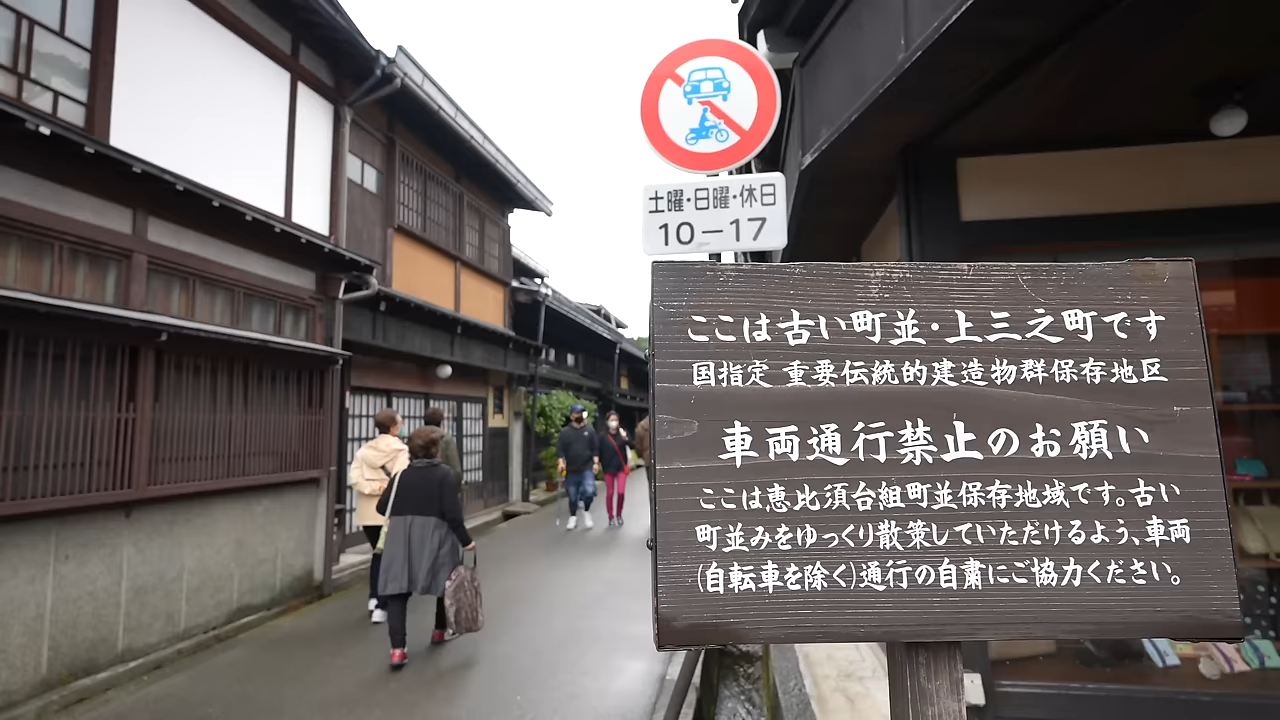 土曜・日曜・休日
10－17
ここは古い町並・上三之町です
国指定 重要伝統的建造物群保存地区
車両通行禁止のお願い
ここは恵比須台組町並保存地域です。古い
町並みをゆっくり散策していただけるよう、車両
(自転車を除く)通行の自粛にご協力ください。